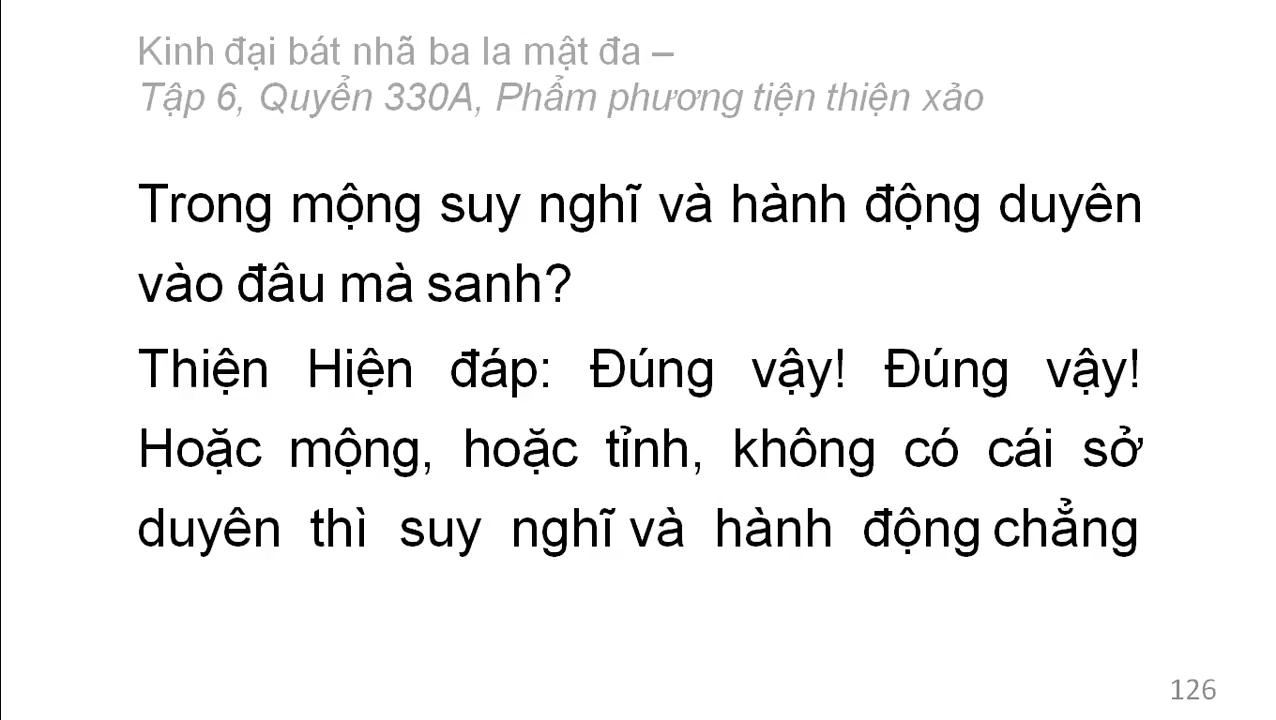 Kinh đại bát nhã ba la mật đa –
Tập 6, Quyển 330A, Phẩm phương tiện thiện xảo
Trong mộng suy nghĩ và hành động duyên
vào đâu mà sanh?
Thiện Hiện đáp: Đúng vậy! Đúng vậy!
Hoặc mộng, hoặc tỉnh, không có cái sở
duyên thì suy nghĩ và hành động chẳng
126